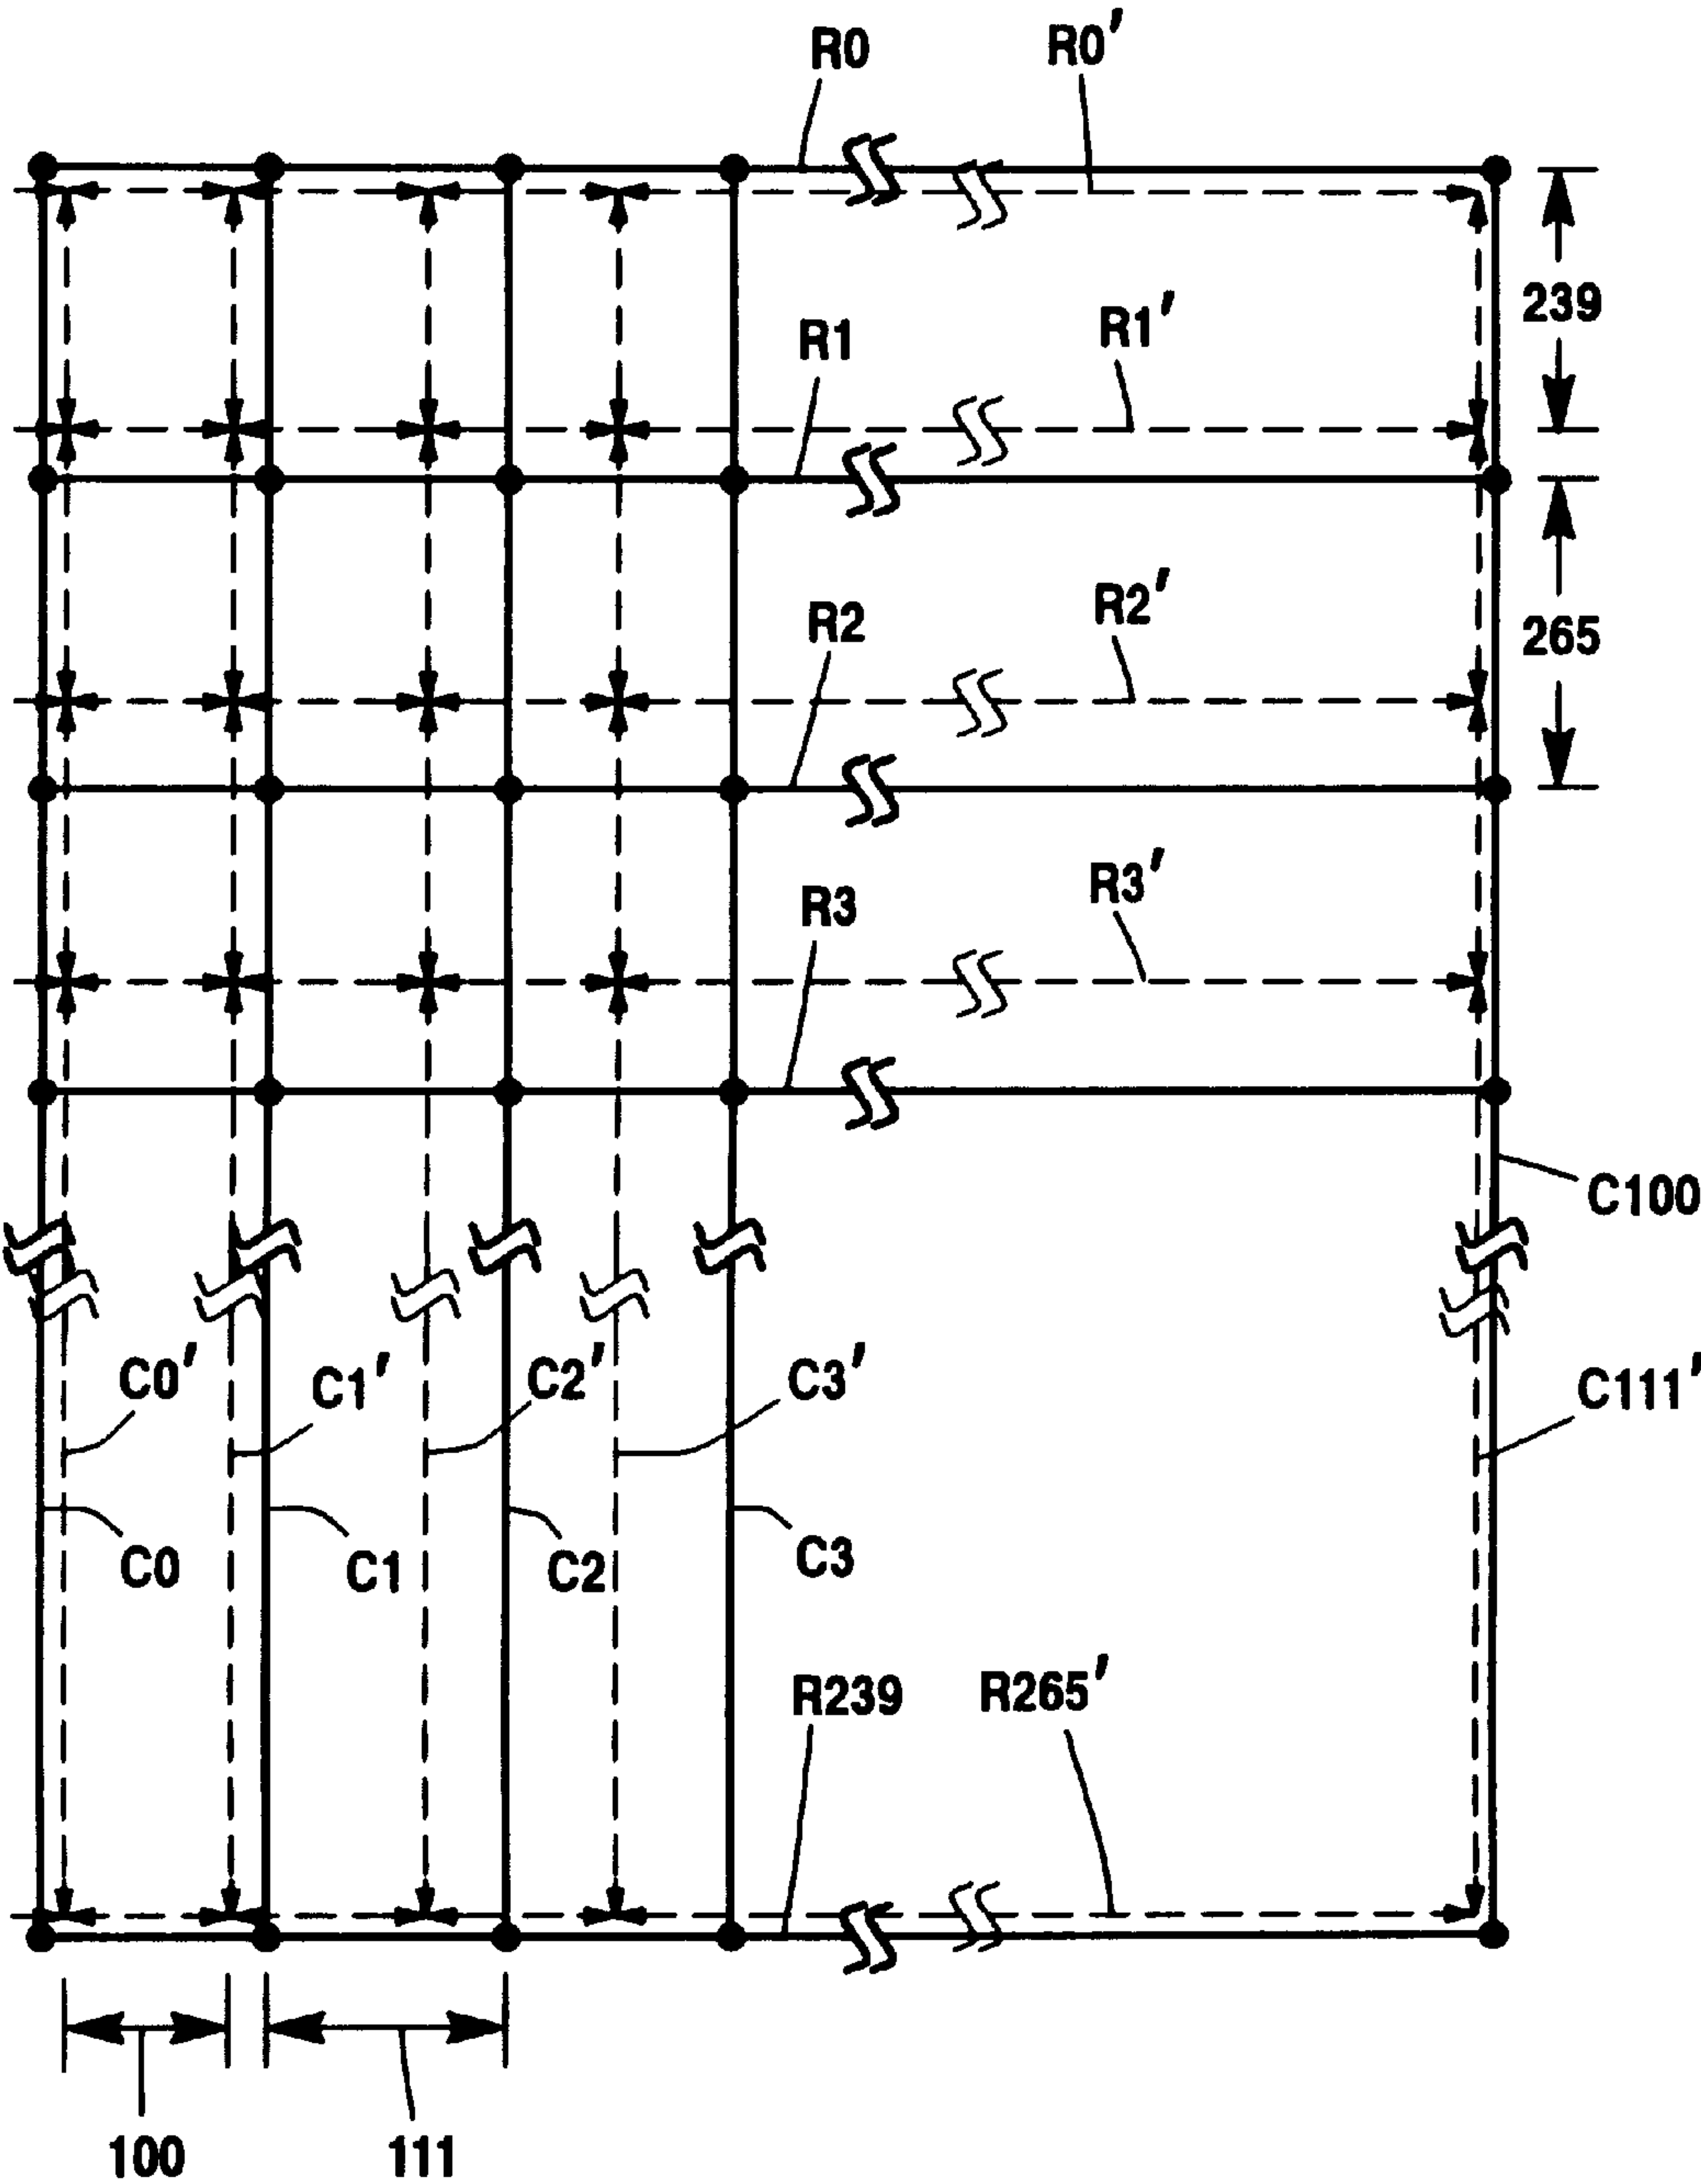 R0 R0'
239
R1 R1'
R2 R2'
265
R3 R3'
C100
C0' C1' C2' C3' C111'
C0 C1 C2 C3
R239 R265'
100 111